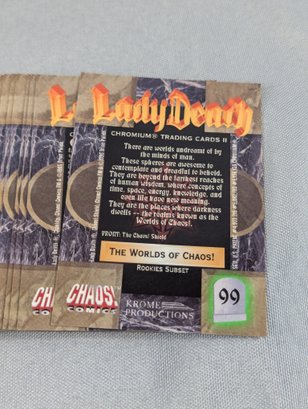 Lady Death
CHROMIUM® TRADING CARDS II
There are worlds undreamt of by
the minds of man.
These spheres are awesome to
contemplate and dreadful to behold.
They are beyond the farthest reaches
of human wisdom, where concepts of
time, space, energy, knowledge, and
even life have new meaning.
They are the places where darkness
dwells -- the realms known as the
Worlds of Chaos!.
FRONT: The Chaos! Shield
THE WORLDS OF CHAOS!
ROOKIES SUBSET
CHAOS!
COMICS
KROME
PRODUCTIONS
99
CH
CO